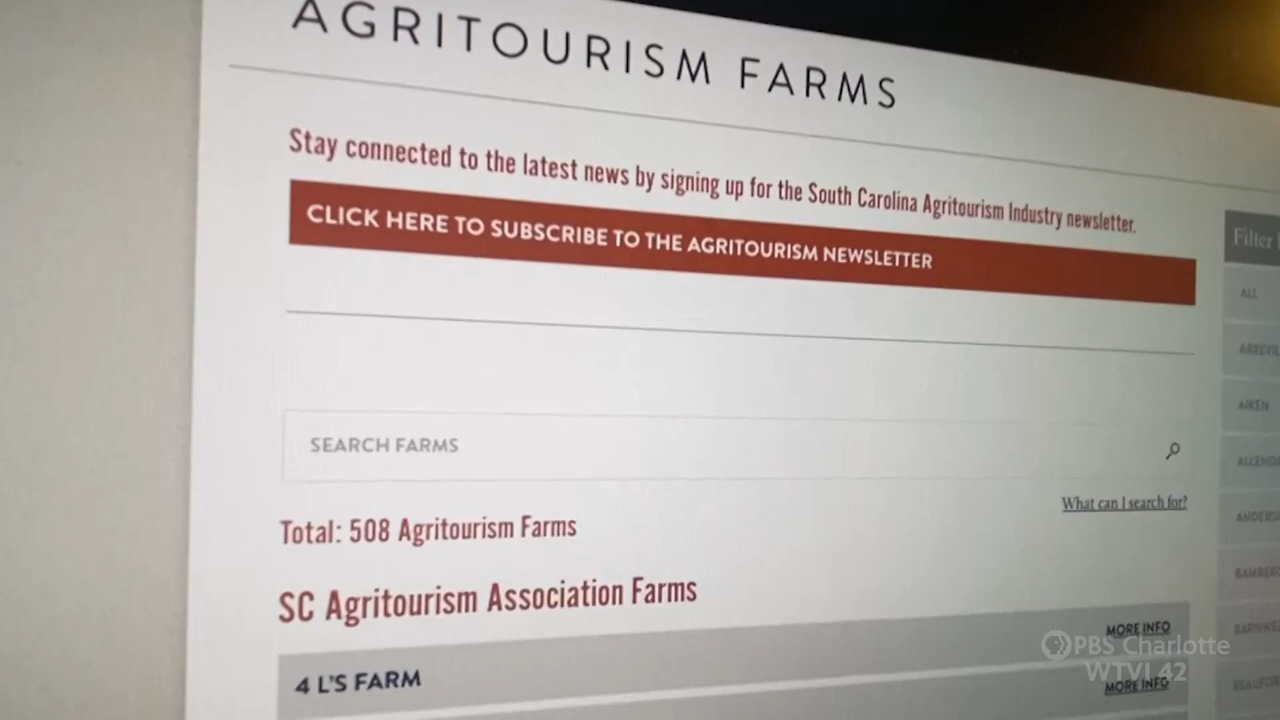 AGRITOURISM FARMS
Stay connected to the latest news by signing up for the South Carolina Agritourism Industry newsletter.
CLICK HERE TO SUBSCRIBE TO THE AGRITOURISM NEWSLETTER
SEARCH FARMS
What can I search for?
Total: 508 Agritourism Farms
SC Agritourism Association Farms
MORE INFO
4 L'S FARM
MORE INFO
Filter
ALL
AIKEN
PBS Charlotte
WTVI 42